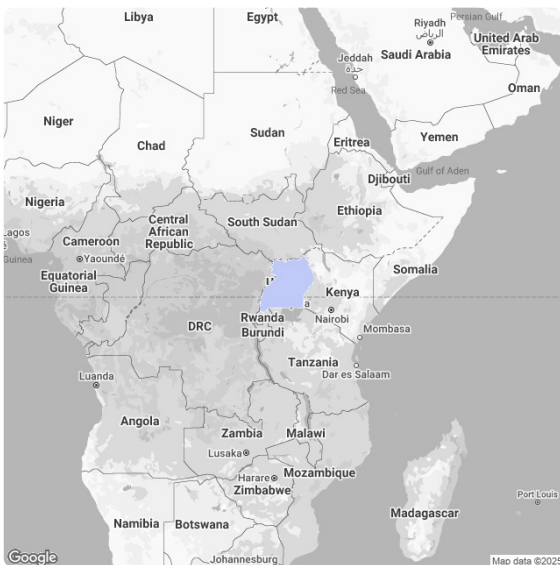 Libya
Egypt
Riyadh
الرياض
Persian Gulf
United Arab
Emirates
Jeddah
جدة
Saudi Arabia
Red Sea
Oman
Niger
Chad
Sudan
Eritrea
Yemen
Djibouti
Gulf of Aden
Nigeria
Lagos
Central
African
Republic
South Sudan
Ethiopia
Cameroon
Guinea
Yaoundé
Equatorial
Guinea
Somalia
Kenya
DRC
Rwanda
Nairobi
Burundi
Mombasa
Tanzania
Dar es Salaam
Luanda
Angola
Zambia
Malawi
Lusaka
Mozambique
Harare
Zimbabwe
Namibia
Botswana
Madagascar
Port Louis
Johannesburg
Google
Map data ©2025